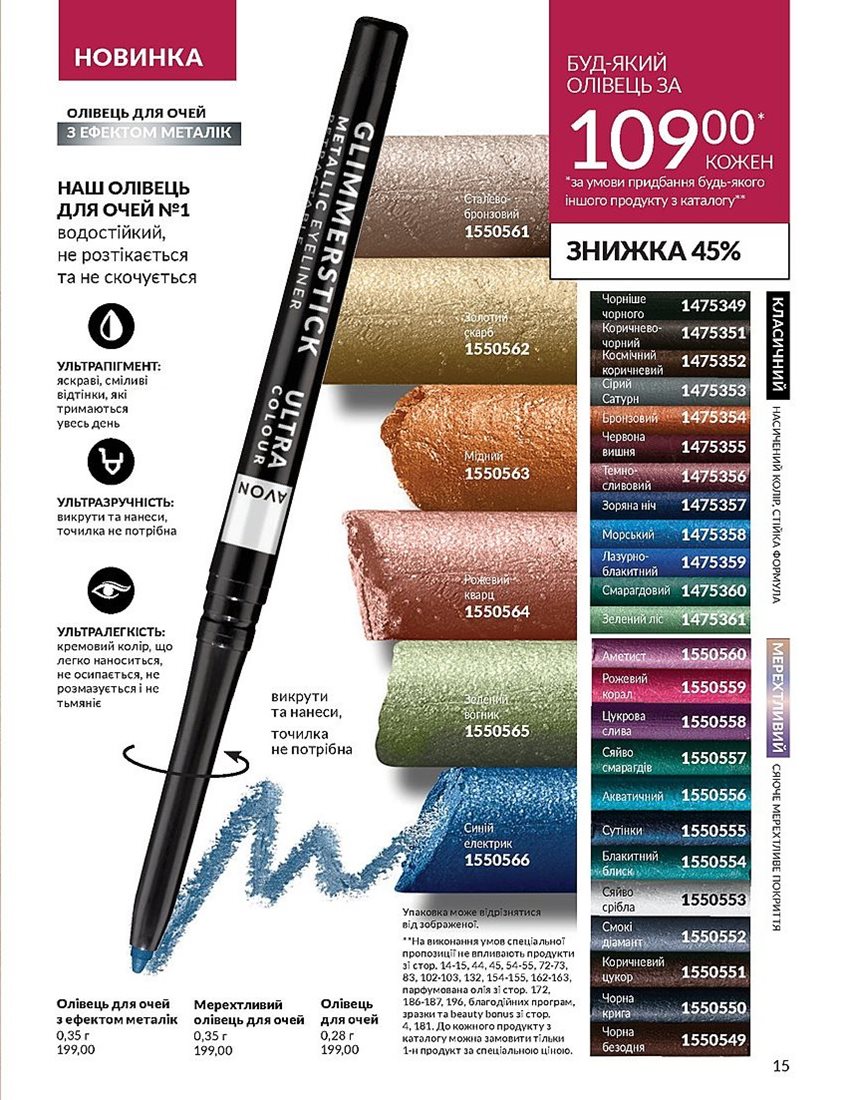 НОВИНКА
ОЛІВЕЦЬ ДЛЯ ОЧЕЙ
З ЕФЕКТОМ МЕТАЛІК
НАШ ОЛІВЕЦЬ
ДЛЯ ОЧЕЙ №1
водостійкий,
не розтікається
та не скочується
УЛЬТРАПІГМЕНТ:
яскраві, сміливі
відтінки, які
тримаються
увесь день
УЛЬТРАЗРУЧНІСТЬ:
викрути та нанеси,
точилка не потрібна
УЛЬТРАЛЕГКІСТЬ:
кремовий колір, що
легко наноситься,
не осипається, не
розмазується і не
тьмяніє
GLIMMERSTICK
METALLIC EYELINER
RETRACTABLE
ULTRA
COLOUR
AVON
викрути
та нанеси,
точилка
не потрібна
БУД-ЯКИЙ
ОЛІВЕЦЬ ЗА
10900*
КОЖЕН
*за умови придбання будь-якого
іншого продукту з каталогу**
ЗНИЖКА 45%
Сталево-
бронзовий
1550561
Золотий
скарб
1550562
Мідний
1550563
Рожевий
кварц
1550564
Зелений
вогник
1550565
Синій
електрик
1550566
Чорніше
чорного 1475349
Коричнево-
чорний 1475351
Космічний
коричневий 1475352
Сірий
Сатурн 1475353
Бронзовий 1475354
Червона
вишня 1475355
Темно-
сливовий 1475356
Зоряна ніч 1475357
Морський 1475358
Лазурно-
блакитний 1475359
Смарагдовий 1475360
Зелений ліс 1475361
КЛАСИЧНИЙ
НАСИЧЕНИЙ КОЛІР, СТІЙКА ФОРМУЛА
Аметист 1550560
Рожевий
корал 1550559
Цукрова
слива 1550558
Сяйво
смарагдів 1550557
Акватичний 1550556
Сутінки 1550555
Блакитний
блиск 1550554
Сяйво
срібла 1550553
Смокі
діамант 1550552
Коричневий
цукор 1550551
Чорна
крига 1550550
Чорна
безодня 1550549
МЕРЕХТЛИВИЙ
СЯЮЧЕ МЕРЕХТЛИВЕ ПОКРИТТЯ
Упаковка може відрізнятися
від зображеної.
**На виконання умов спеціальної
пропозиції не впливають продукти
зі стор. 14-15, 44, 45, 54-55, 72-73,
83, 102-103, 132, 154-155, 162-163,
парфумована олія зі стор. 172,
186-187, 196, благодійних програм,
зразки та beauty bonus зі стор.
4, 181. До кожного продукту з
каталогу можна замовити тільки
1-н продукт за спеціальною ціною.
Олівець для очей
з ефектом металік
0,35 г
199,00
Мерехтливий
олівець для очей
0,35 г
199,00
Олівець
для очей
0,28 г
199,00
15